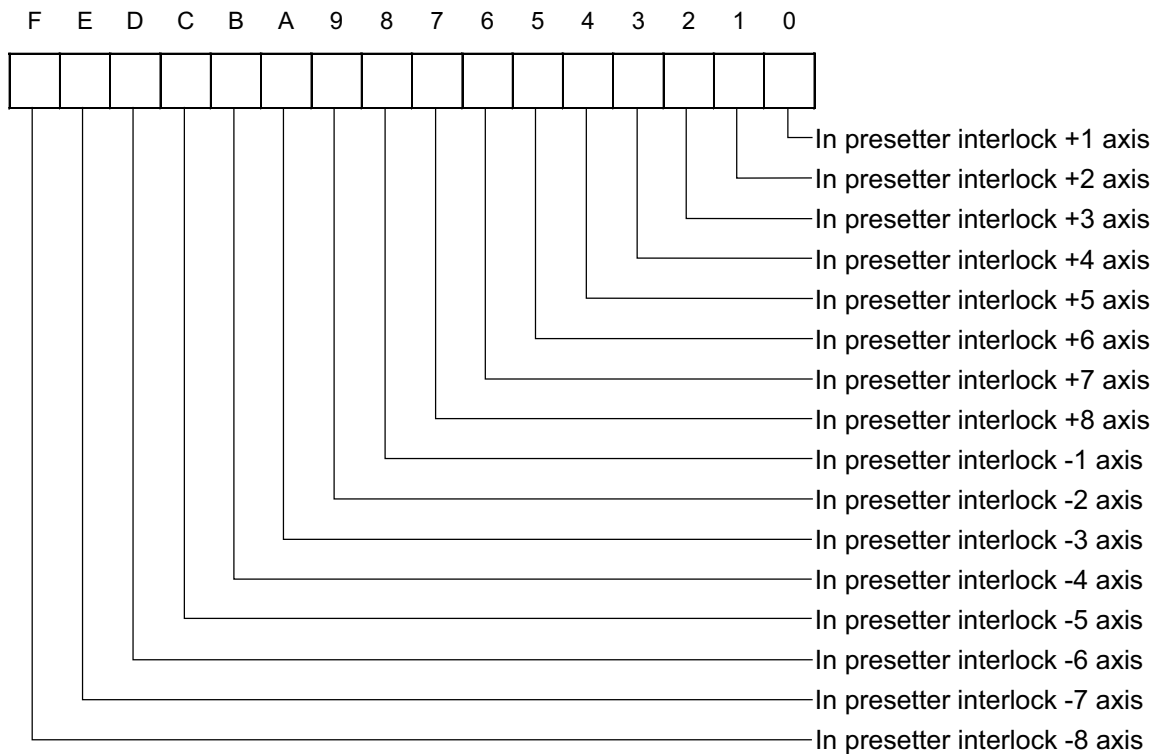 F E D C B A 9 8 7 6 5 4 3 2 1 0
In presetter interlock +1 axis
In presetter interlock +2 axis
In presetter interlock +3 axis
In presetter interlock +4 axis
In presetter interlock +5 axis
In presetter interlock +6 axis
In presetter interlock +7 axis
In presetter interlock +8 axis
In presetter interlock -1 axis
In presetter interlock -2 axis
In presetter interlock -3 axis
In presetter interlock -4 axis
In presetter interlock -5 axis
In presetter interlock -6 axis
In presetter interlock -7 axis
In presetter interlock -8 axis